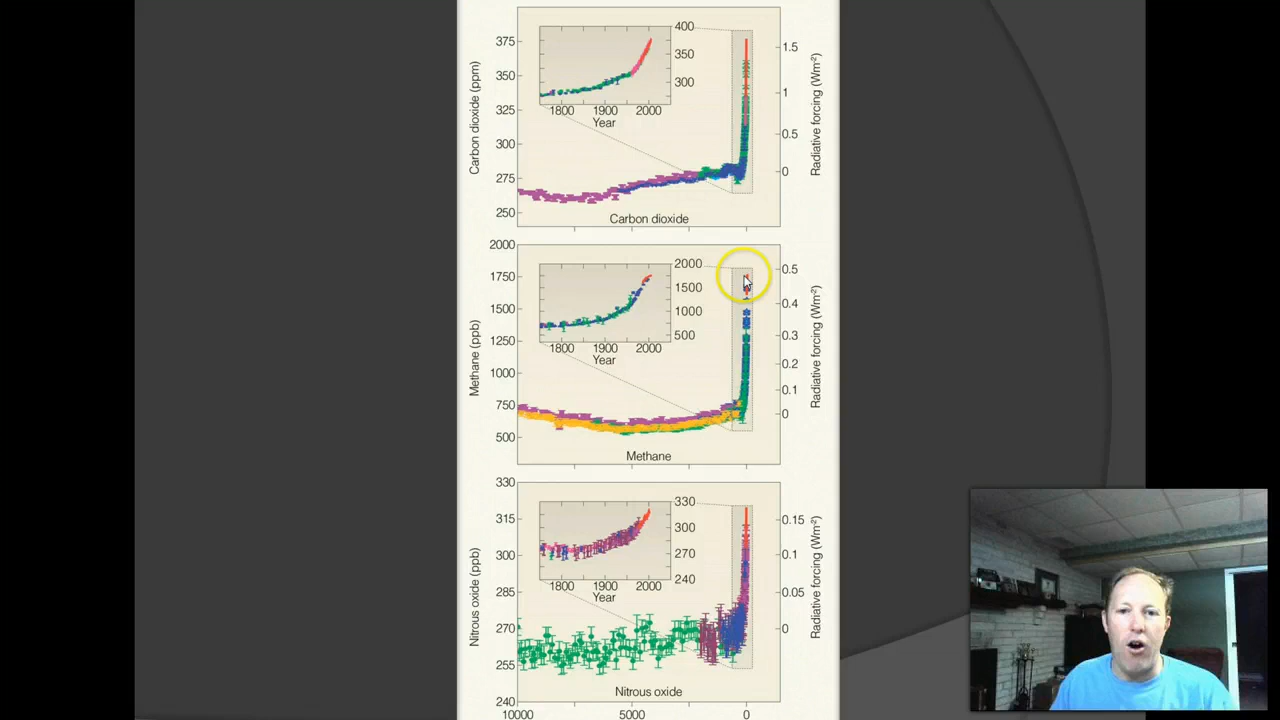 400
375
350
325
300
275
250
Carbon dioxide (ppm)
350
300
1800 1900 2000
Year
1.5
1
0.5
0
Radiative forcing (Wm-2)
Carbon dioxide
2000
1750
1500
1250
1000
750
500
Methane (ppb)
2000
1500
1000
500
1800 1900 2000
Year
0.5
0.4
0.3
0.2
0.1
0
Radiative forcing (Wm-2)
Methane
330
315
300
285
270
255
240
Nitrous oxide (ppb)
330
300
270
240
1800 1900 2000
Year
0.15
0.1
0.05
0
Radiative forcing (Wm-2)
Nitrous oxide
10000 5000 0